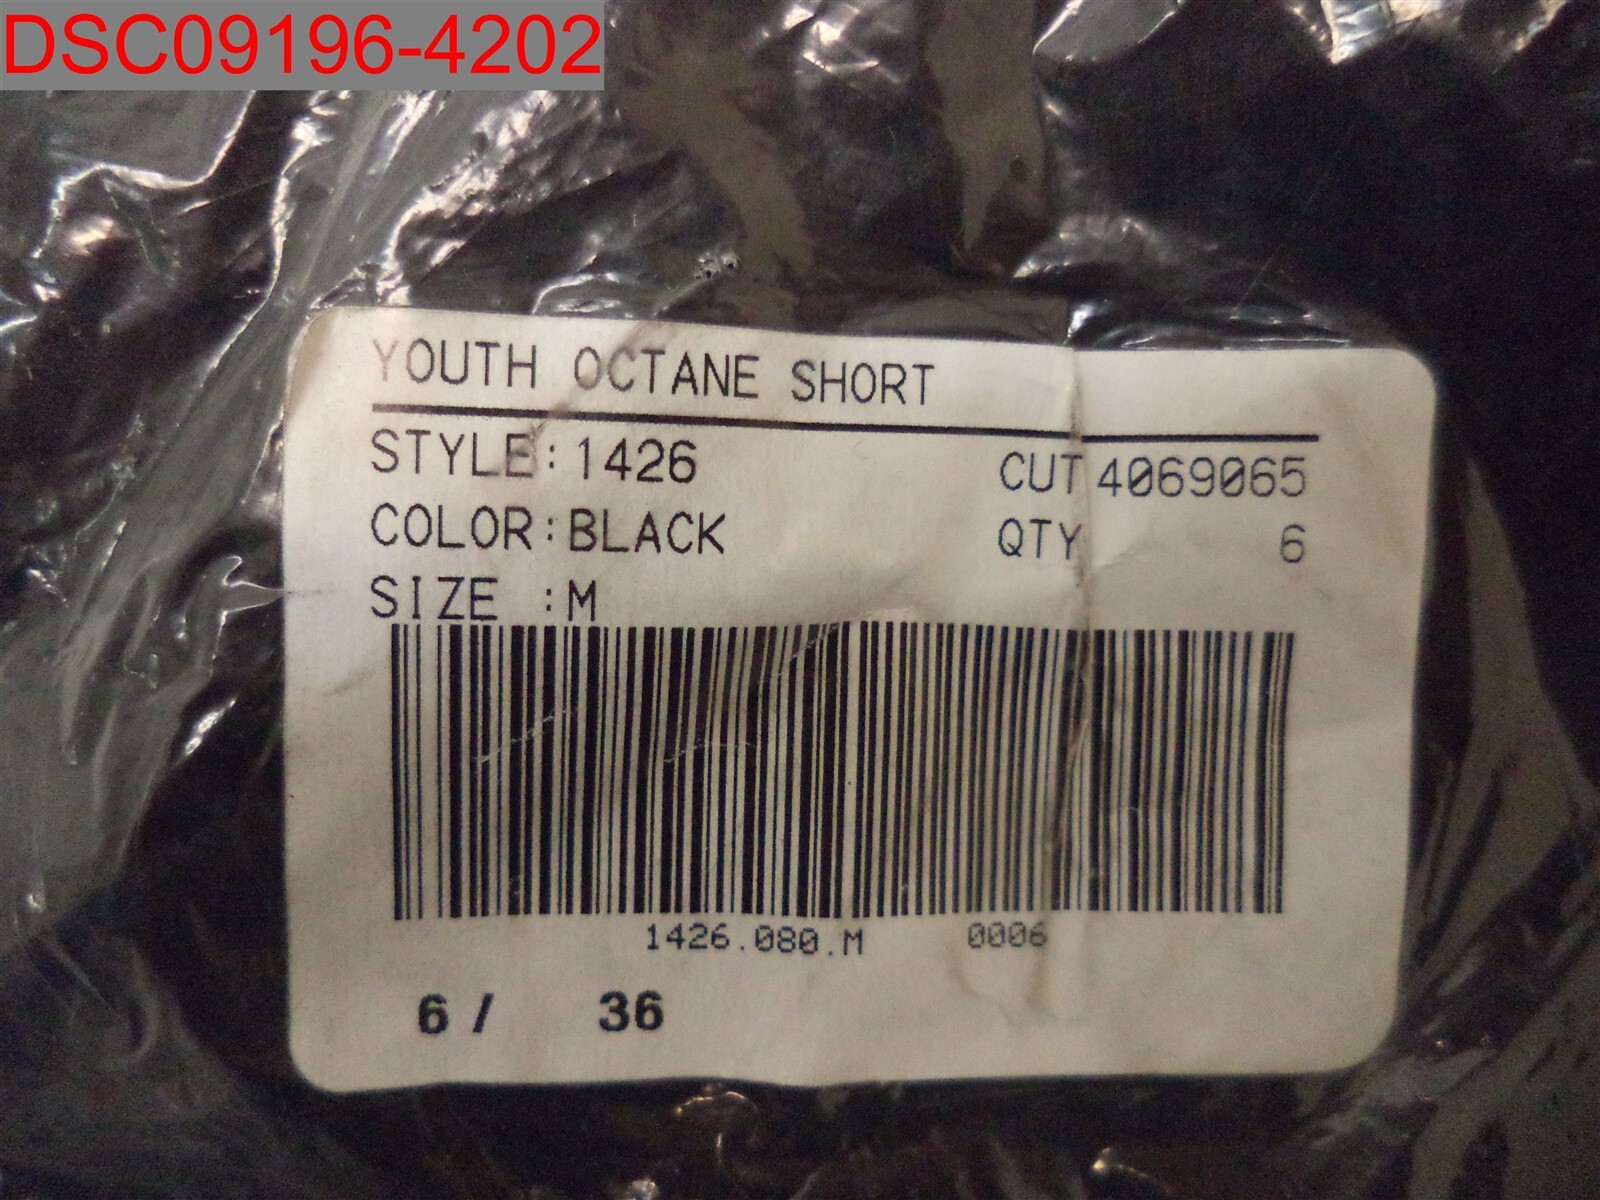 DSC09196-4202
YOUTH OCTANE SHORT
STYLE:1426 CUT 4069065
COLOR:BLACK QTY 6
SIZE :M
1426.080.M 0006
6 / 36